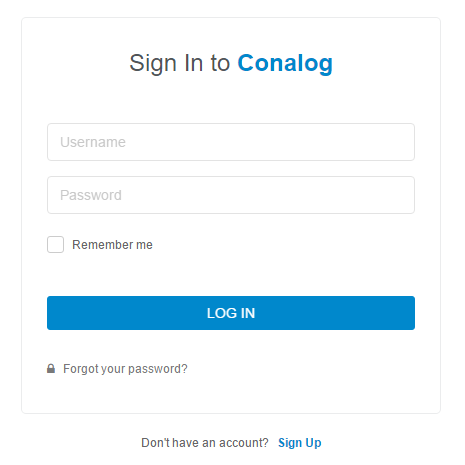 Sign In to Conalog
Username
Password
Remember me
LOG IN
Forgot your password?
Don't have an account? Sign Up